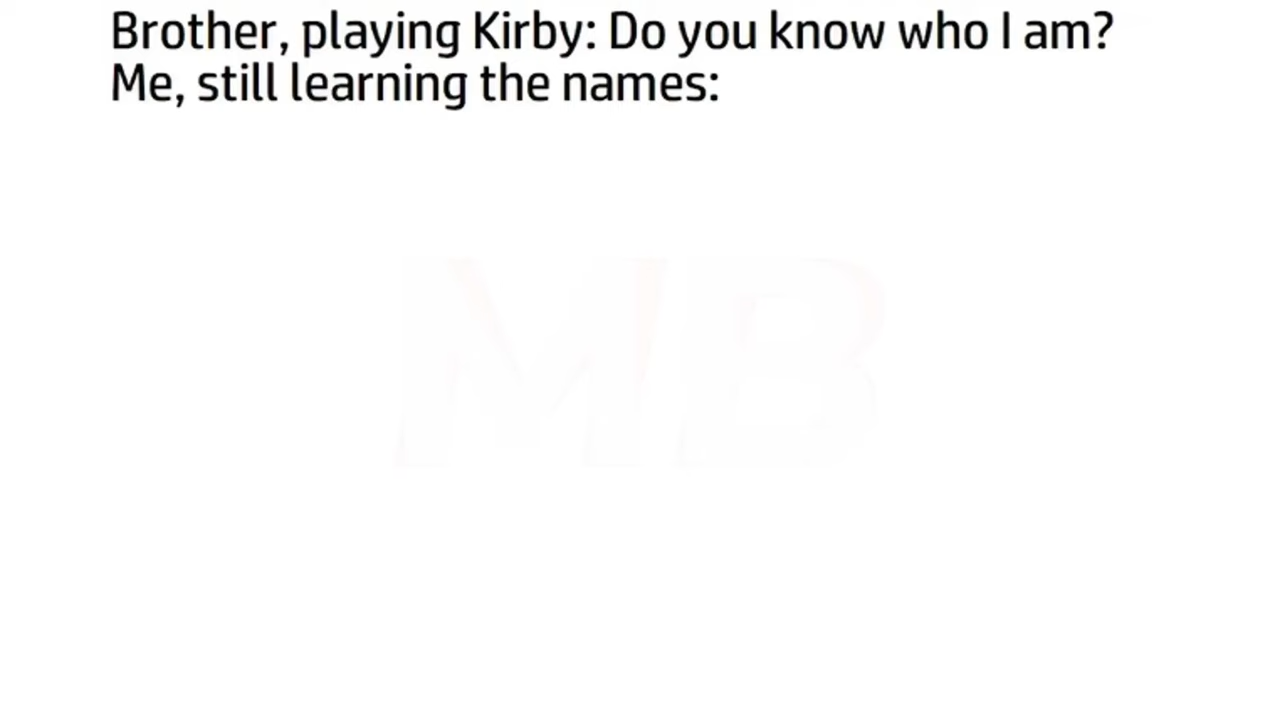 Brother, playing Kirby: Do you know who I am?
Me, still learning the names:
MB